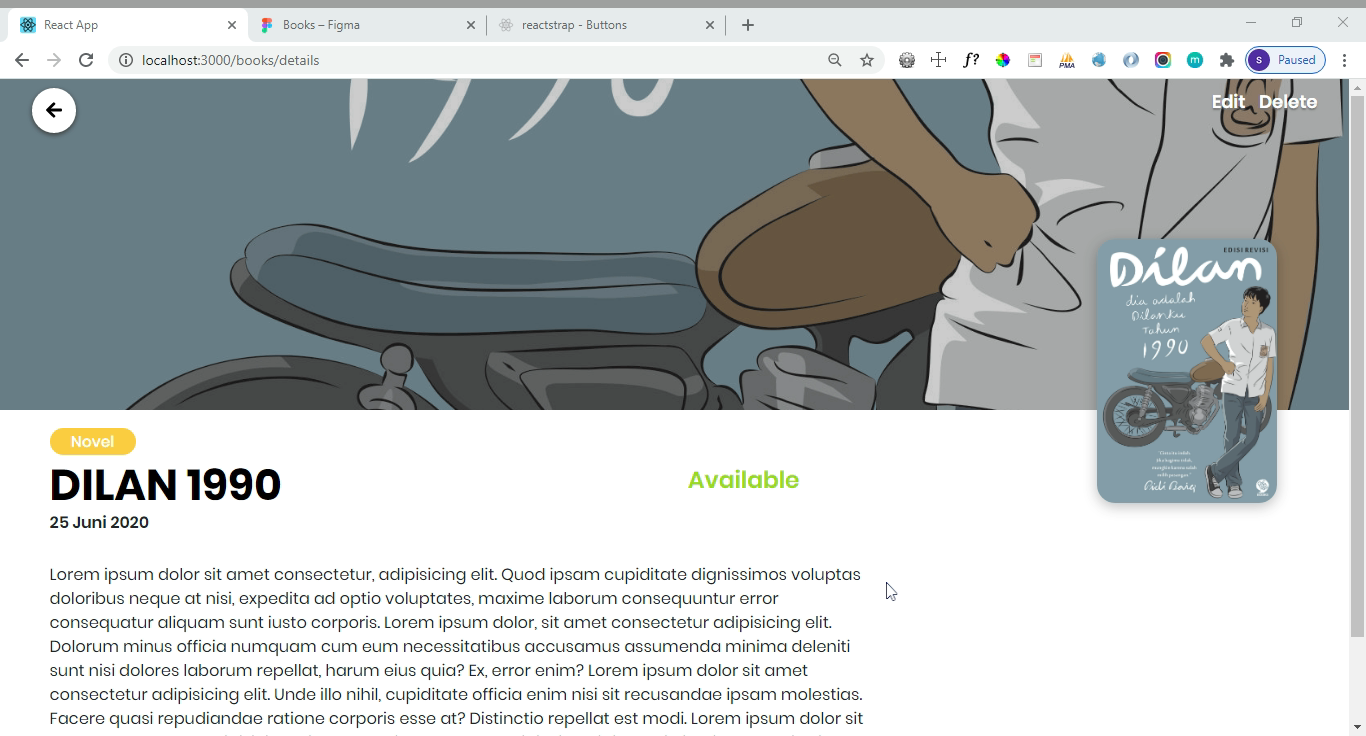 React App
Books – Figma
reactstrap - Buttons
localhost:3000/books/details
f?
PMA
m
S
Paused
1990
Edit
Delete
EDISI REVISI
Dilan
dia adalah
Dilanku
Tahun
1990
Pidi Baiq
Novel
DILAN 1990
Available
25 Juni 2020
Lorem ipsum dolor sit amet consectetur, adipisicing elit. Quod ipsam cupiditate dignissimos voluptas
doloribus neque at nisi, expedita ad optio voluptates, maxime laborum consequuntur error
consequatur aliquam sunt iusto corporis. Lorem ipsum dolor, sit amet consectetur adipisicing elit.
Dolorum minus officia numquam cum eum necessitatibus accusamus assumenda minima deleniti
sunt nisi dolores laborum repellat, harum eius quia? Ex, error enim? Lorem ipsum dolor sit amet
consectetur adipisicing elit. Unde illo nihil, cupiditate officia enim nisi sit recusandae ipsam molestias.
Facere quasi repudiandae ratione corporis esse at? Distinctio repellat est modi. Lorem ipsum dolor sit